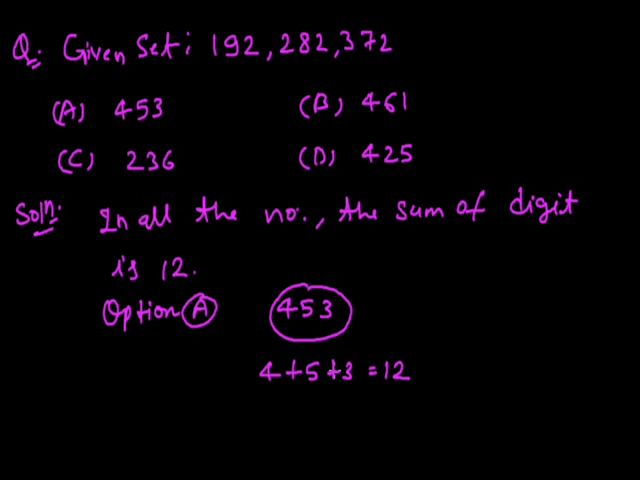 Q. Given Set: 192, 282, 372
(A) 453 (B) 461
(C) 236 (D) 425
Soln: In all the no., the sum of digit
is 12.
Option A 453
4+5+3 = 12